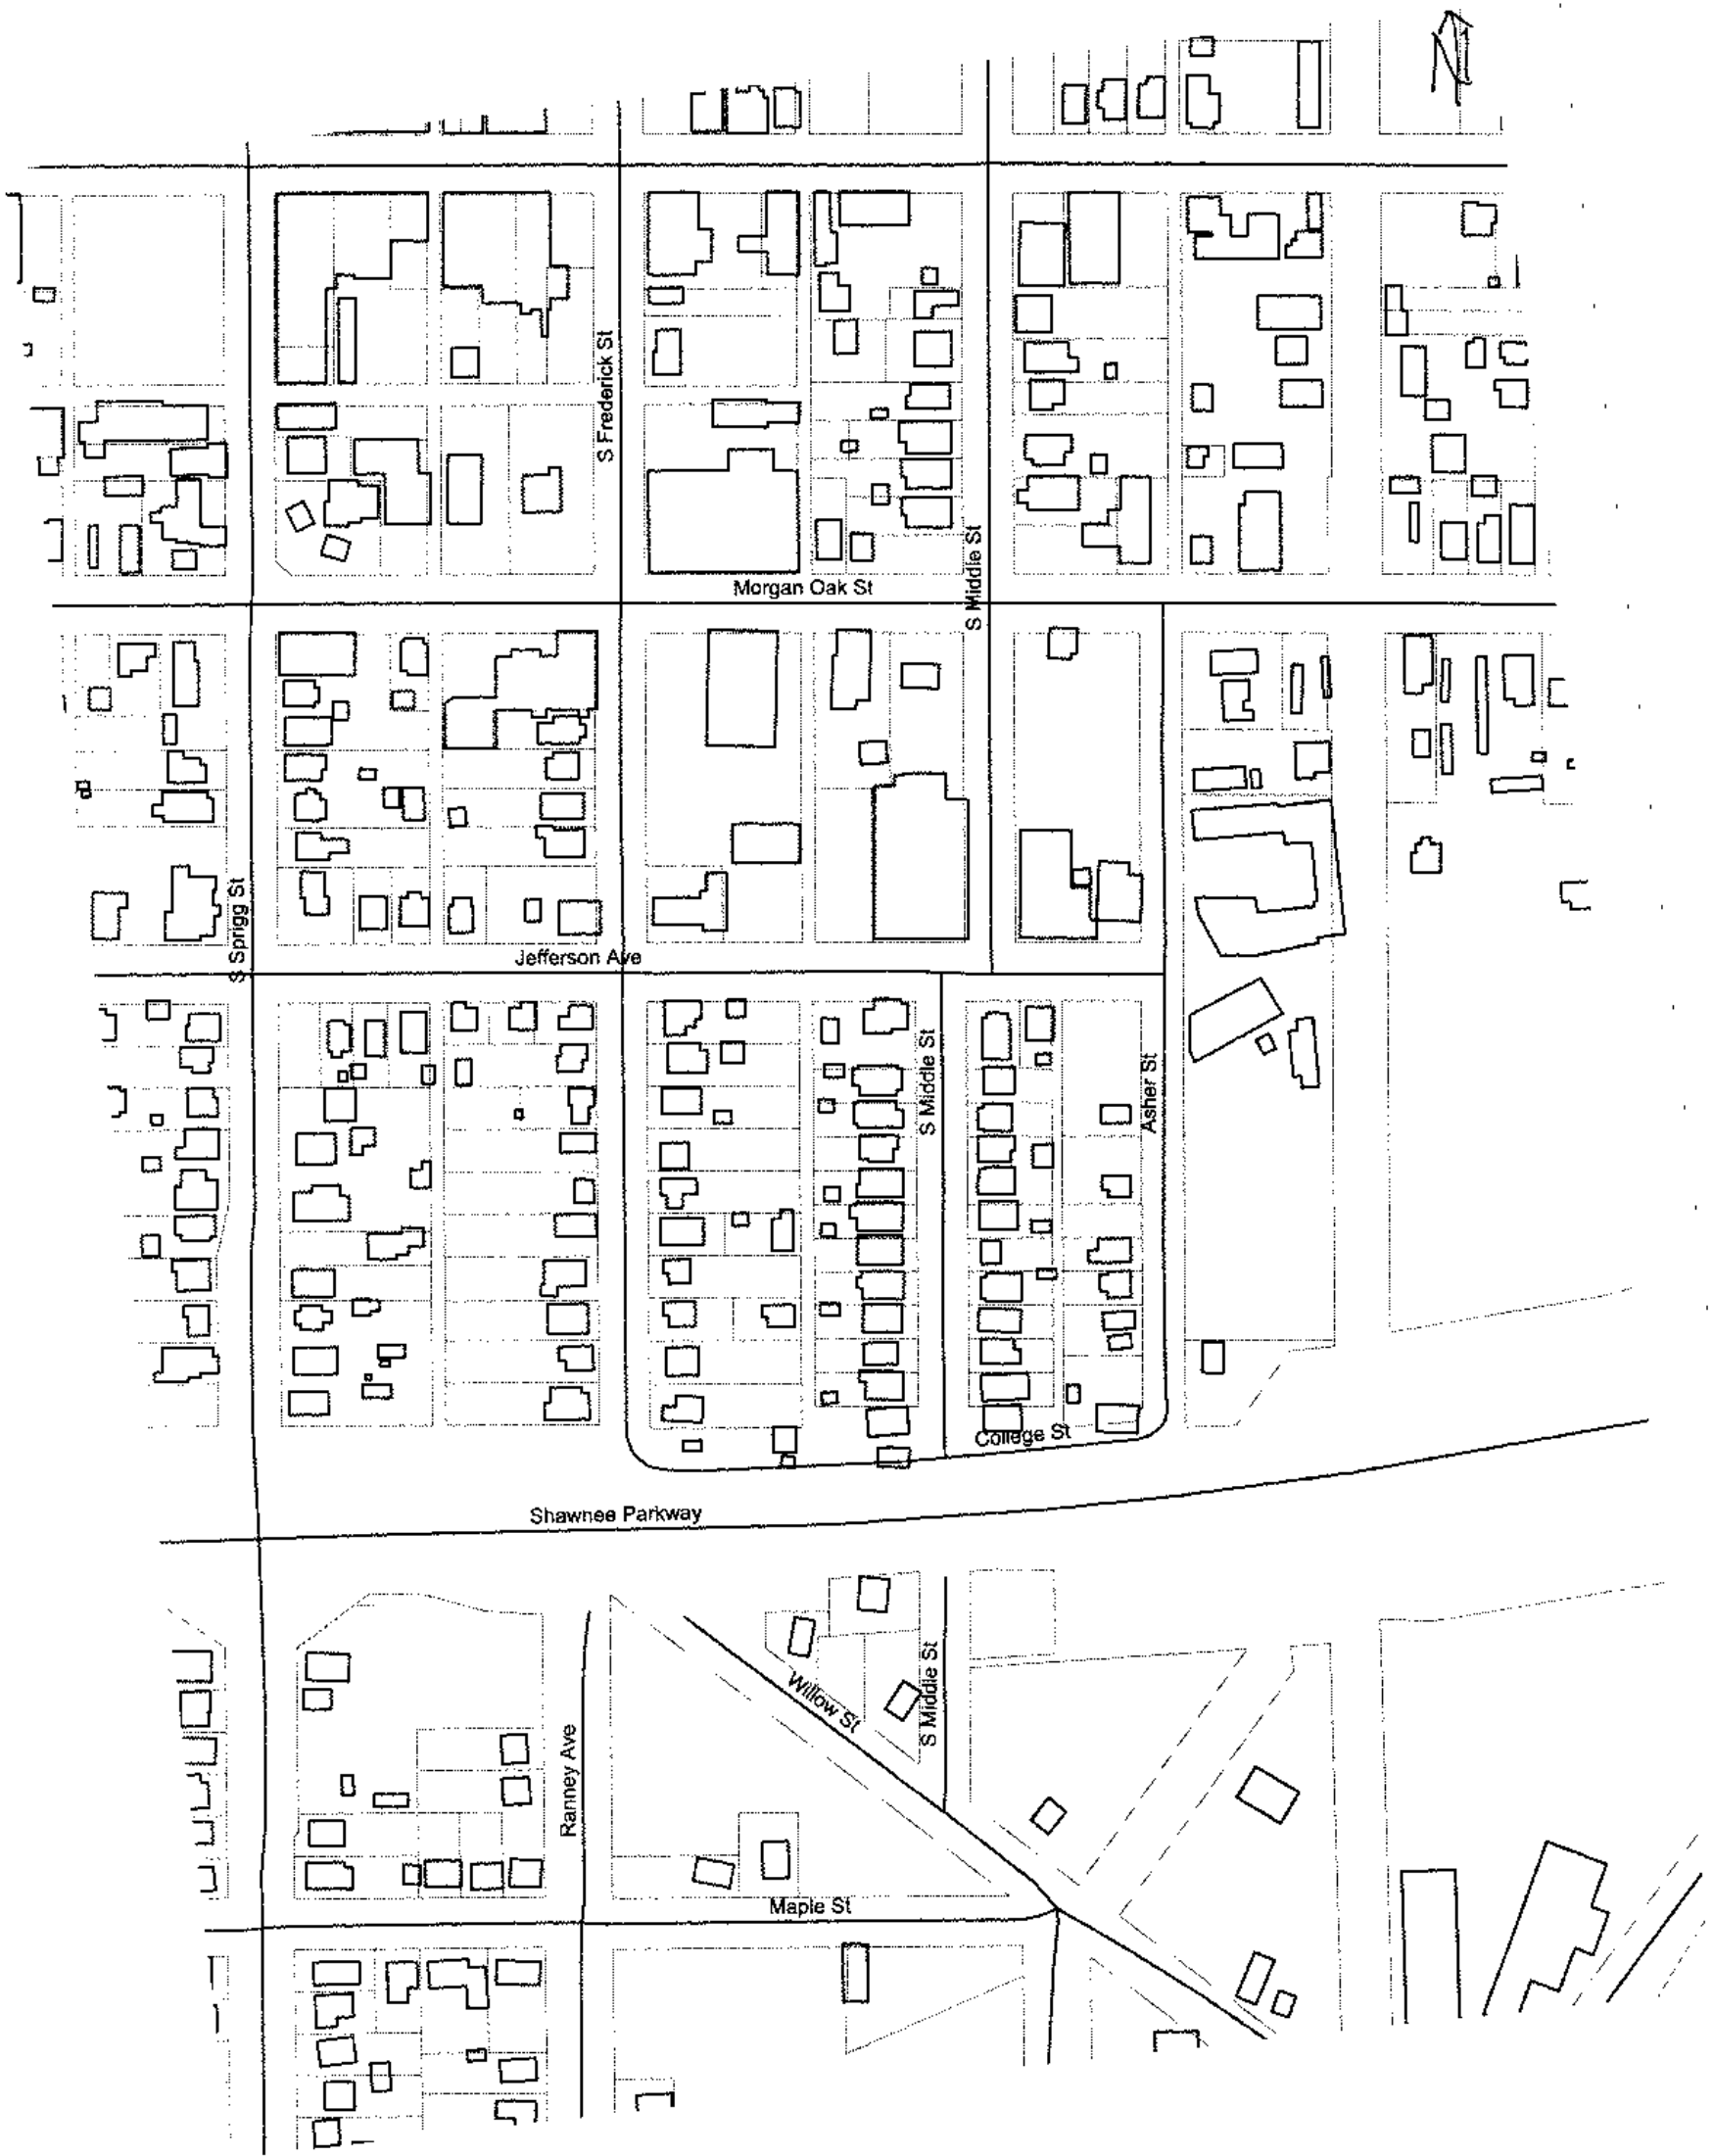 N
S Frederick St
Morgan Oak St
S Middle St
S Sprigg St
Jefferson Ave
S Middle St
Asher St
College St
Shawnee Parkway
Willow St
S Middle St
Ranney Ave
Maple St